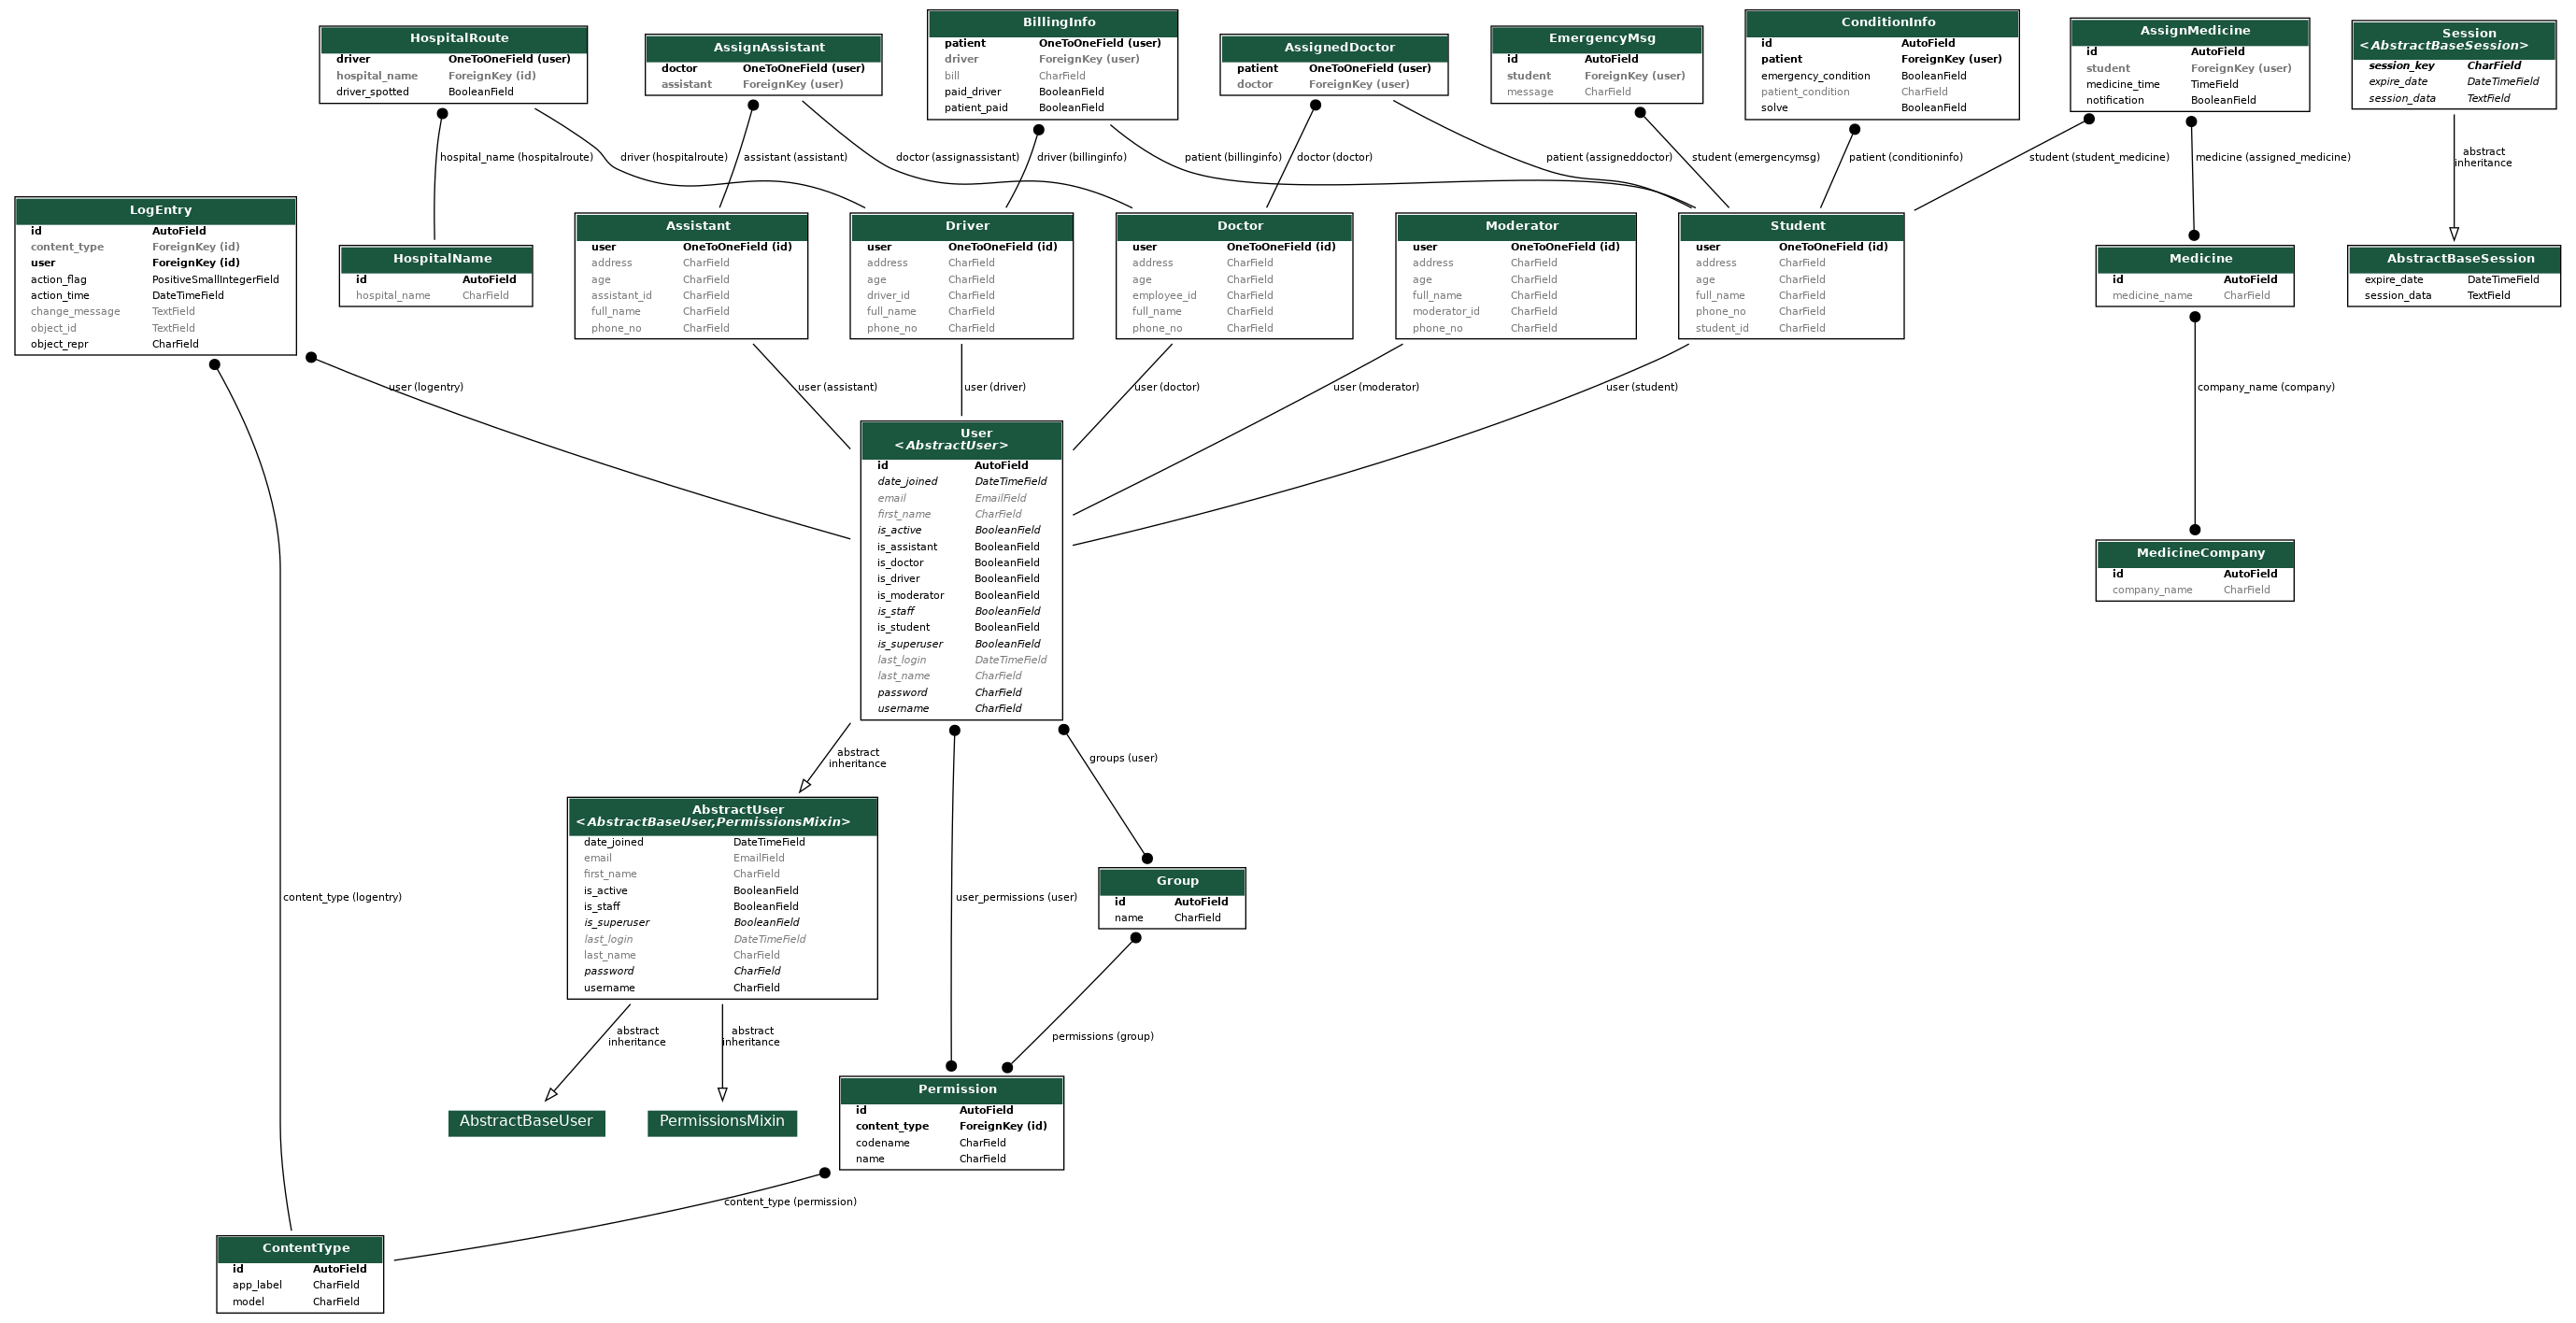 HospitalRoute
driver OneToOneField (user)
hospital_name ForeignKey (id)
driver_spotted BooleanField
AssignAssistant
doctor OneToOneField (user)
assistant ForeignKey (user)
BillingInfo
patient OneToOneField (user)
driver ForeignKey (user)
bill CharField
paid_driver BooleanField
patient_paid BooleanField
AssignedDoctor
patient OneToOneField (user)
doctor ForeignKey (user)
EmergencyMsg
id AutoField
student ForeignKey (user)
message CharField
ConditionInfo
id AutoField
patient ForeignKey (user)
emergency_condition BooleanField
patient_condition CharField
solve BooleanField
AssignMedicine
id AutoField
student ForeignKey (user)
medicine_time TimeField
notification BooleanField
Session
<AbstractBaseSession>
session_key CharField
expire_date DateTimeField
session_data TextField
hospital_name (hospitalroute)
driver (hospitalroute)
assistant (assistant)
doctor (assignassistant)
driver (billinginfo)
patient (billinginfo)
doctor (doctor)
patient (assigneddoctor)
student (emergencymsg)
patient (conditioninfo)
student (student_medicine)
medicine (assigned_medicine)
abstract
inheritance
LogEntry
id AutoField
content_type ForeignKey (id)
user ForeignKey (id)
action_flag PositiveSmallIntegerField
action_time DateTimeField
change_message TextField
object_id TextField
object_repr CharField
HospitalName
id AutoField
hospital_name CharField
Assistant
user OneToOneField (id)
address CharField
age CharField
assistant_id CharField
full_name CharField
phone_no CharField
Driver
user OneToOneField (id)
address CharField
age CharField
driver_id CharField
full_name CharField
phone_no CharField
Doctor
user OneToOneField (id)
address CharField
age CharField
employee_id CharField
full_name CharField
phone_no CharField
Moderator
user OneToOneField (id)
address CharField
age CharField
full_name CharField
moderator_id CharField
phone_no CharField
Student
user OneToOneField (id)
address CharField
age CharField
full_name CharField
phone_no CharField
student_id CharField
Medicine
id AutoField
medicine_name CharField
AbstractBaseSession
expire_date DateTimeField
session_data TextField
user (logentry)
user (assistant)
user (driver)
user (doctor)
user (moderator)
user (student)
company_name (company)
User
<AbstractUser>
id AutoField
date_joined DateTimeField
email EmailField
first_name CharField
is_active BooleanField
is_assistant BooleanField
is_doctor BooleanField
is_driver BooleanField
is_moderator BooleanField
is_staff BooleanField
is_student BooleanField
is_superuser BooleanField
last_login DateTimeField
last_name CharField
password CharField
username CharField
MedicineCompany
id AutoField
company_name CharField
abstract
inheritance
groups (user)
AbstractUser
<AbstractBaseUser,PermissionsMixin>
date_joined DateTimeField
email EmailField
first_name CharField
is_active BooleanField
is_staff BooleanField
is_superuser BooleanField
last_login DateTimeField
last_name CharField
password CharField
username CharField
content_type (logentry)
user_permissions (user)
Group
id AutoField
name CharField
abstract
inheritance
abstract
inheritance
permissions (group)
AbstractBaseUser
PermissionsMixin
Permission
id AutoField
content_type ForeignKey (id)
codename CharField
name CharField
content_type (permission)
ContentType
id AutoField
app_label CharField
model CharField